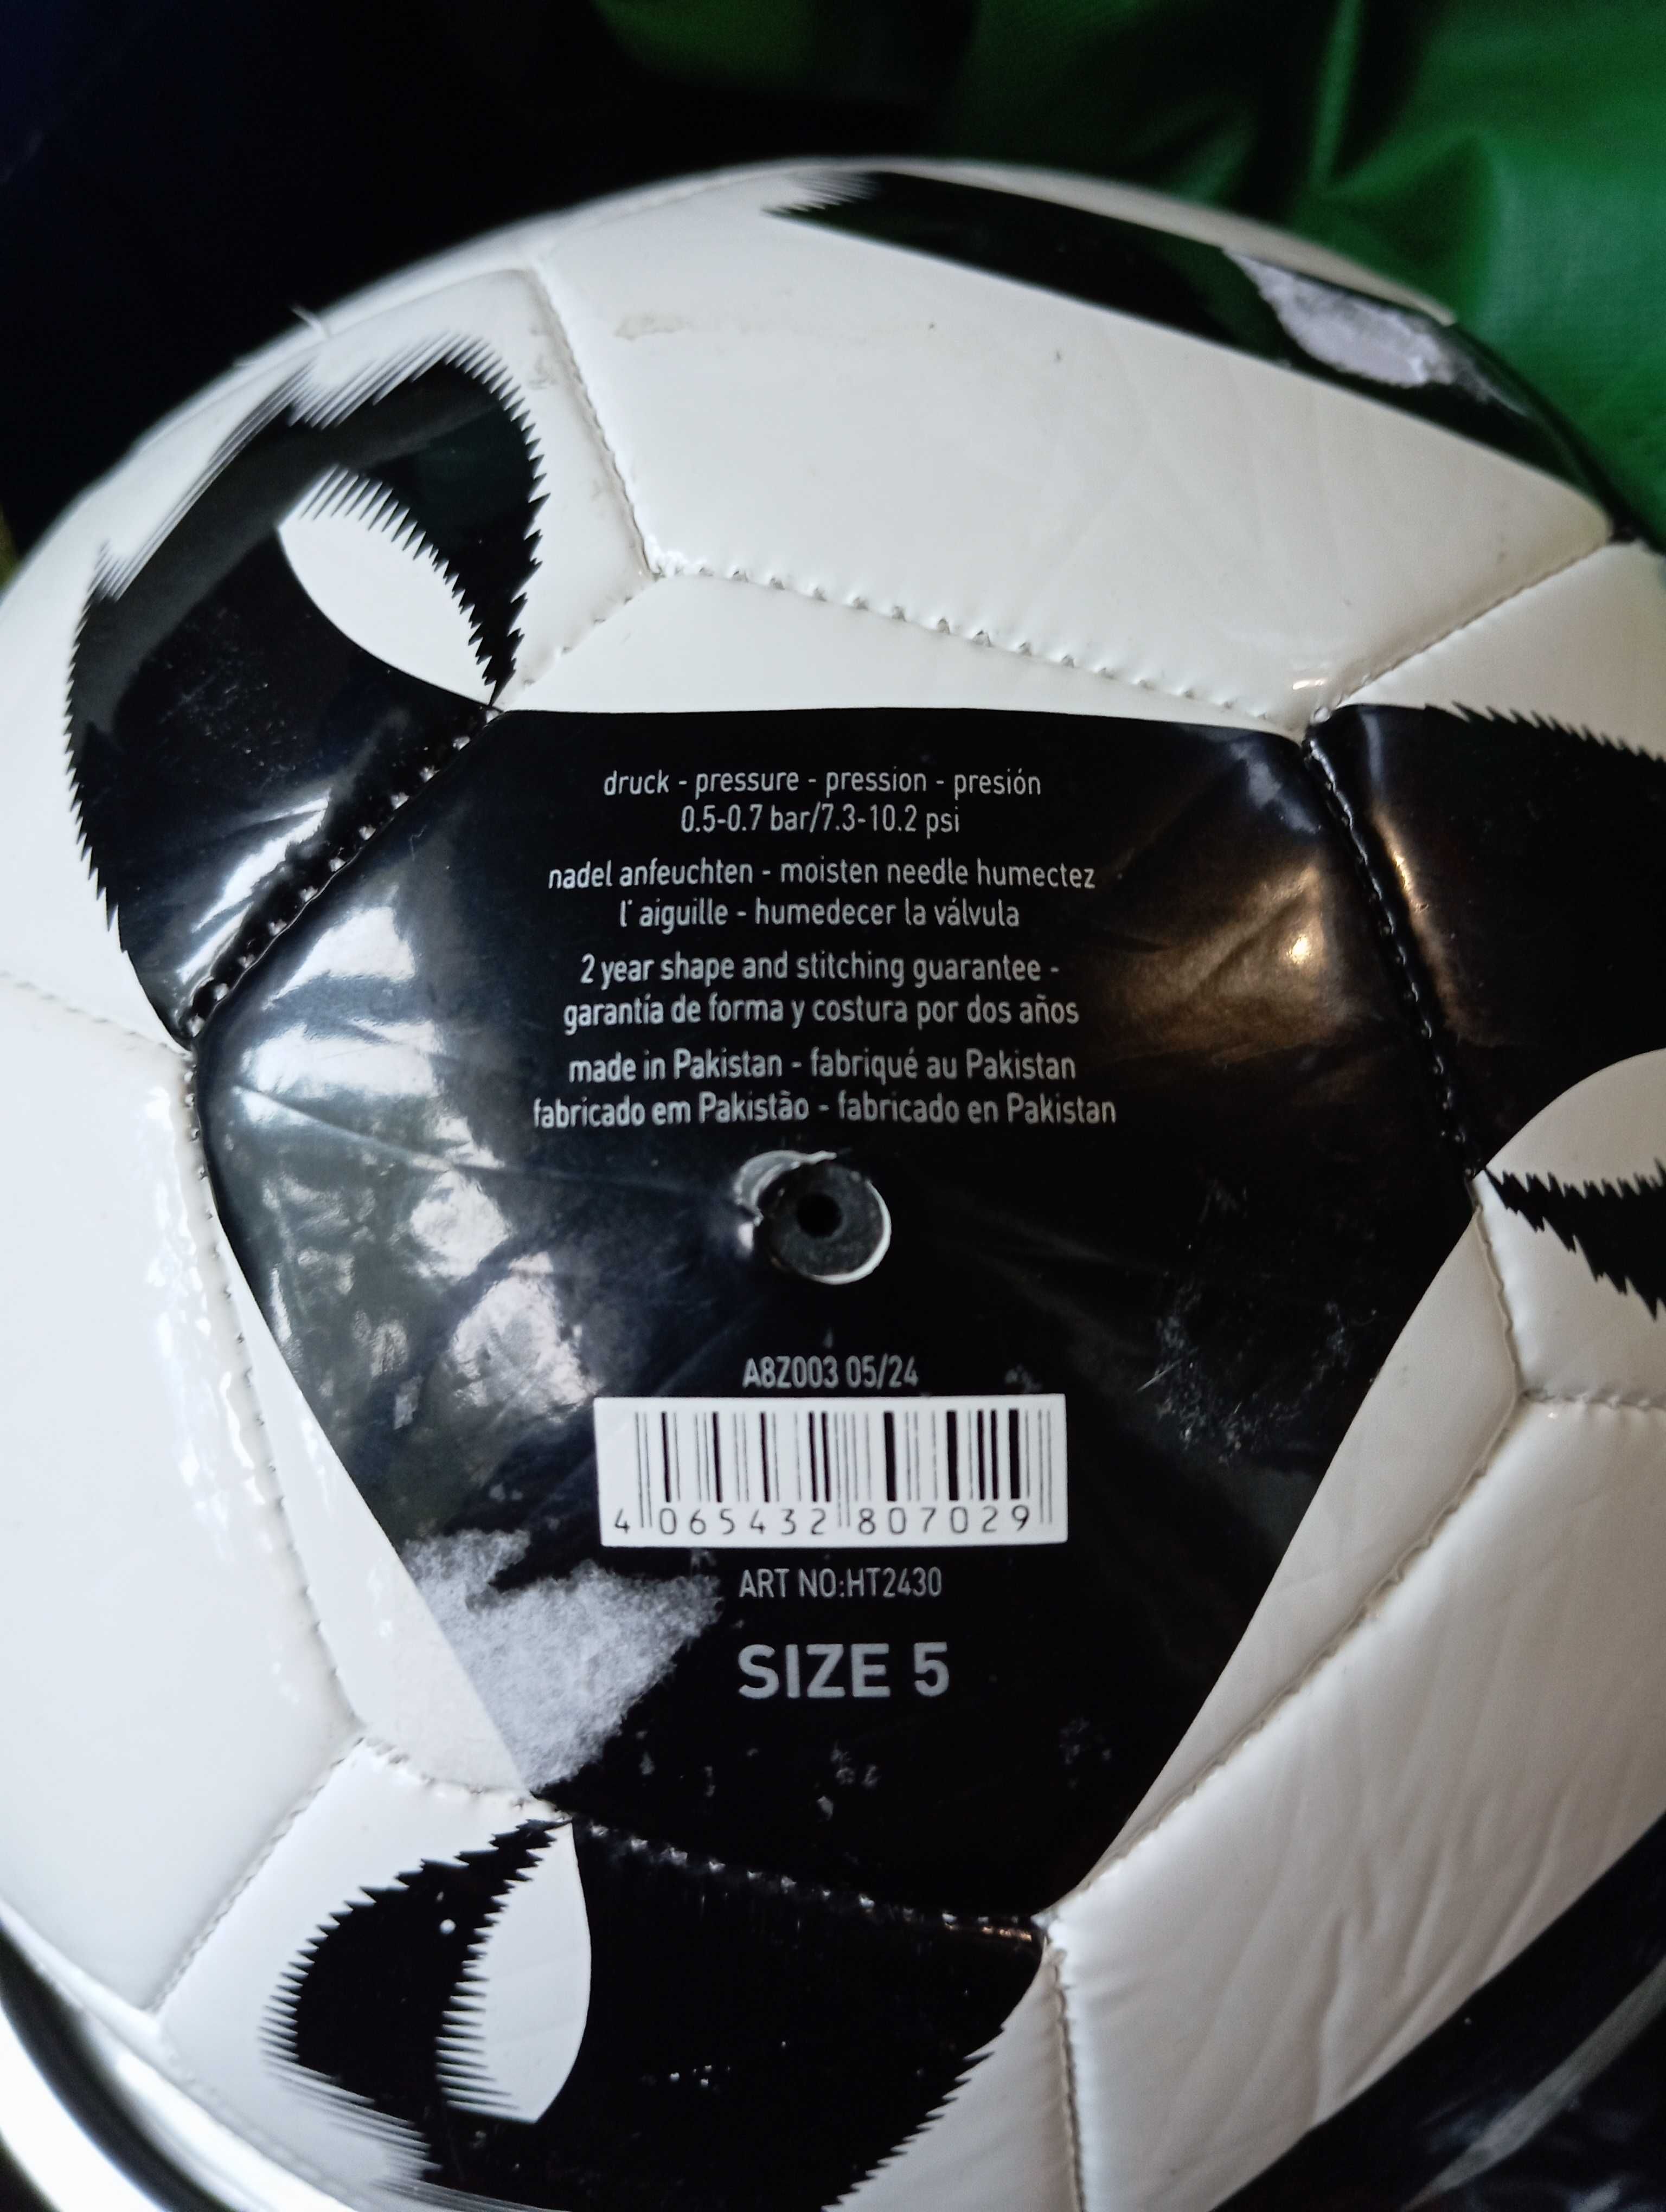 druck - pressure - pression - presión
0.5-0.7 bar/7.3-10.2 psi
nadel anfeuchten - moisten needle humectez
l' aiguille - humedecer la válvula
2 year shape and stitching guarantee -
garantía de forma y costura por dos años
made in Pakistan - fabriqué au Pakistan
fabricado em Pakistão - fabricado en Pakistan
A8Z003 05/24
4 065432 807029
ART NO:HT2430
SIZE 5